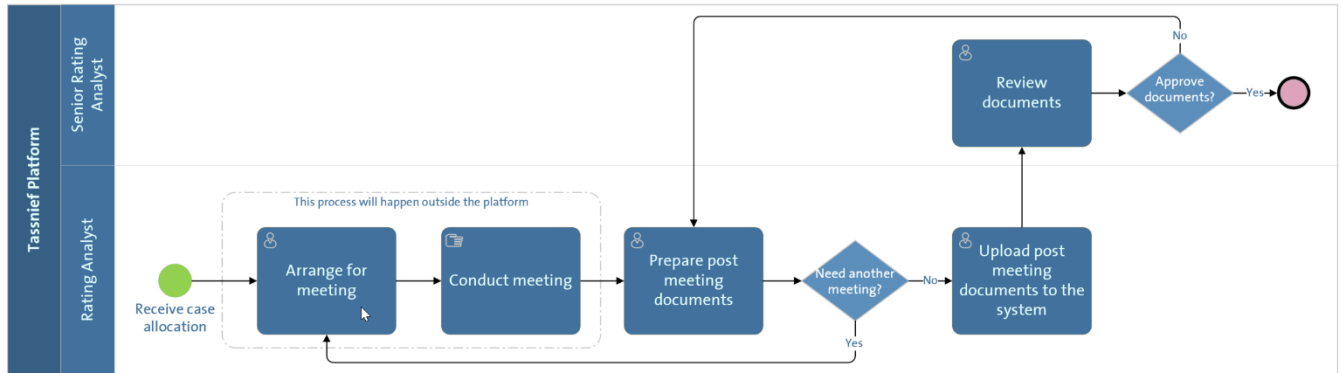 Tassnief Platform
Senior Rating
Analyst
Rating Analyst
No
Review
documents
Approve
documents?
Yes
This process will happen outside the platform
Receive case
allocation
Arrange for
meeting
Conduct meeting
Prepare post
meeting
documents
Need another
meeting?
No
Yes
Upload post
meeting
documents to the
system